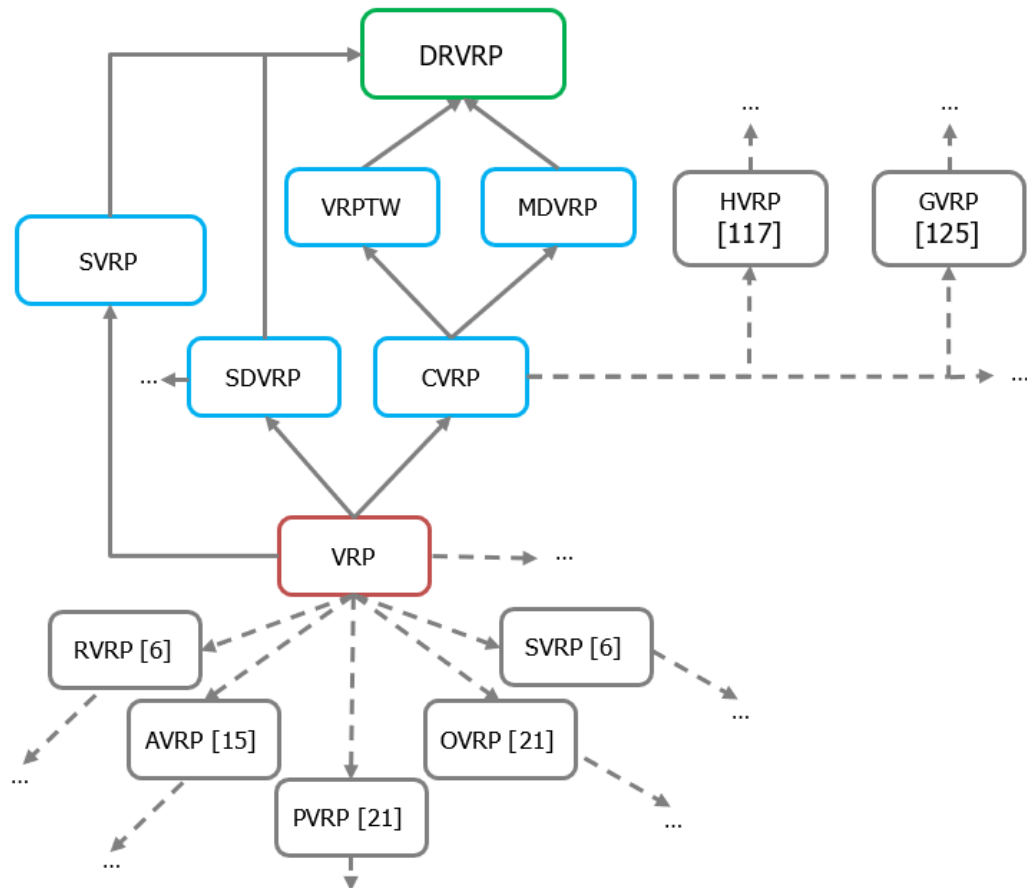 DRVRP
...
...
VRPTW
MDVRP
HVRP
[117]
GVRP
[125]
SVRP
...
SDVRP
CVRP
...
VRP
...
RVRP [6]
SVRP [6]
AVRP [15]
OVRP [21]
...
...
PVRP [21]
...
...